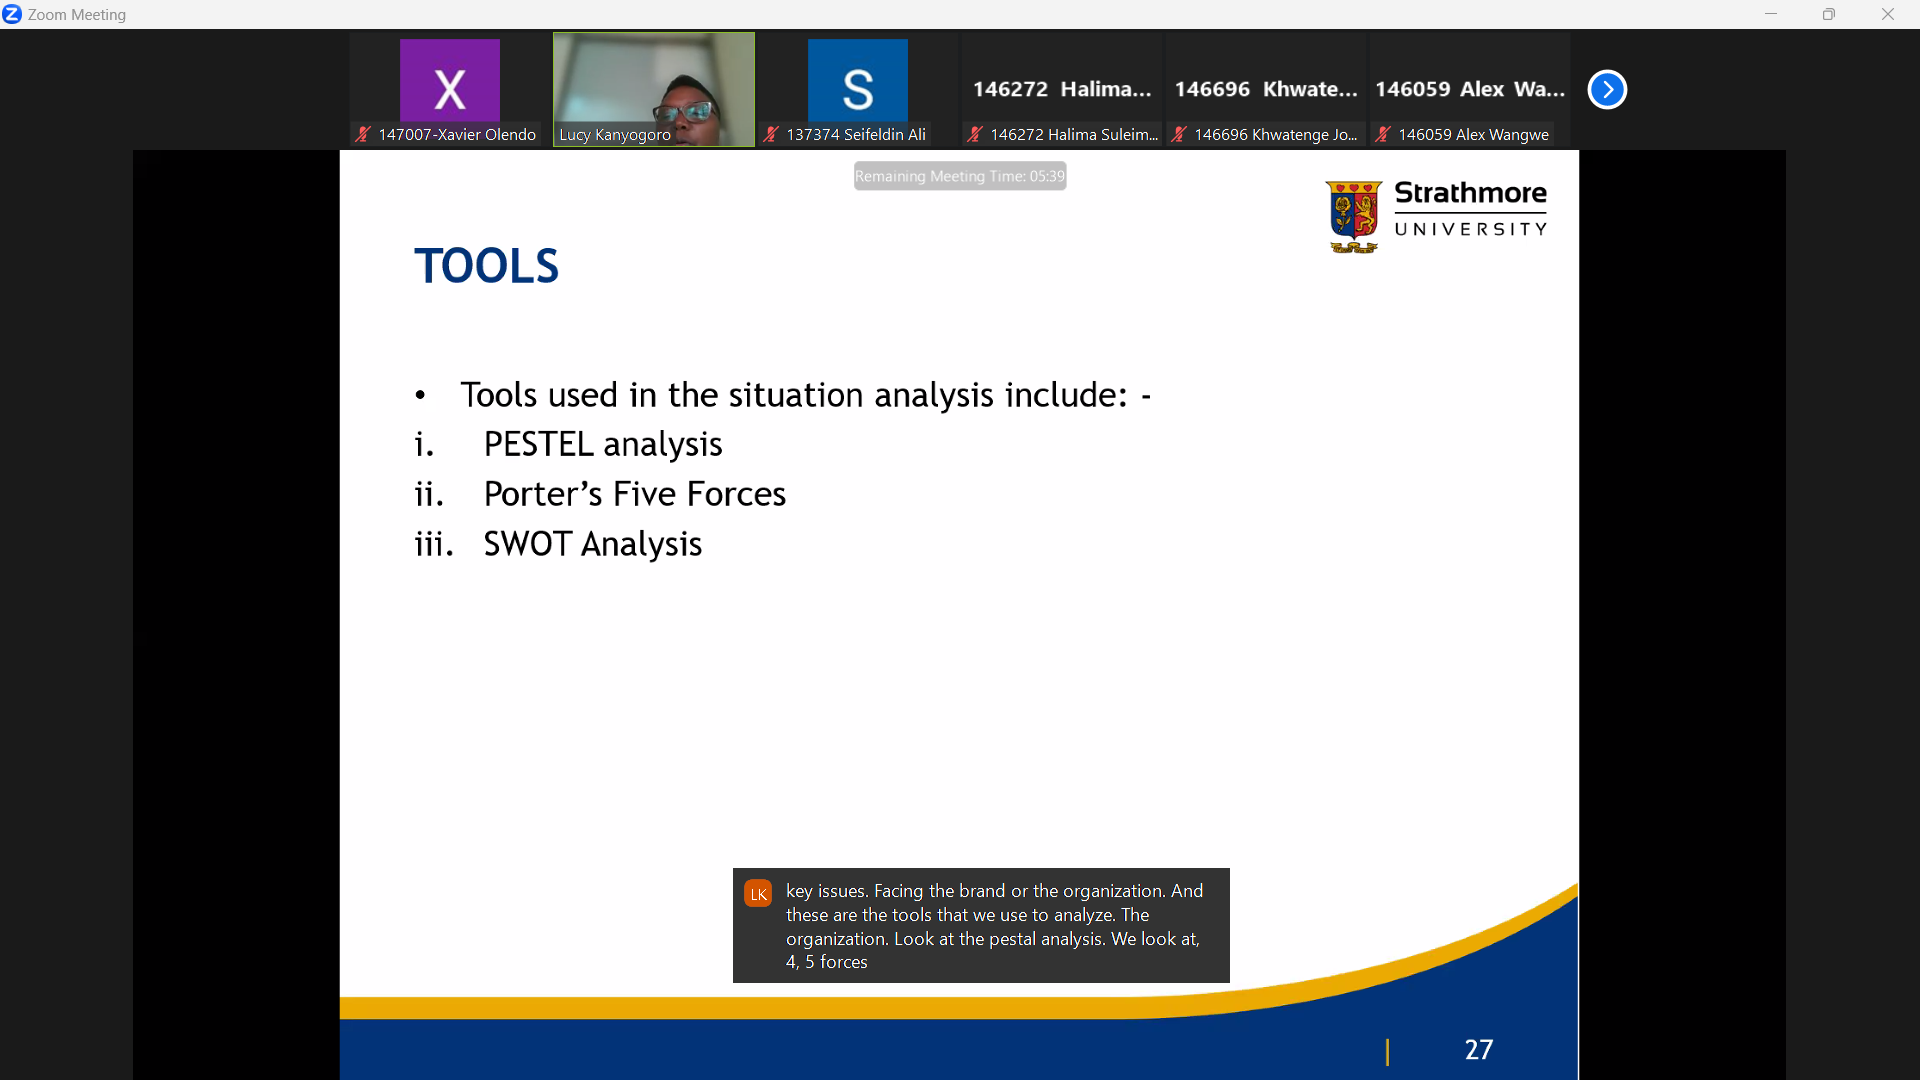 Zoom Meeting
X
S
146272 Halima...
146696 Khwate...
146059 Alex Wa...
147007-Xavier Olendo
Lucy Kanyogoro
137374 Seifeldin Ali
146272 Halima Suleim...
146696 Khwatenge Jo...
146059 Alex Wangwe
Remaining Meeting Time: 05:39
Strathmore
UNIVERSITY
TOOLS
• Tools used in the situation analysis include: -
i. PESTEL analysis
ii. Porter’s Five Forces
iii. SWOT Analysis
LK
key issues. Facing the brand or the organization. And
these are the tools that we use to analyze. The
organization. Look at the pestal analysis. We look at,
4, 5 forces
27